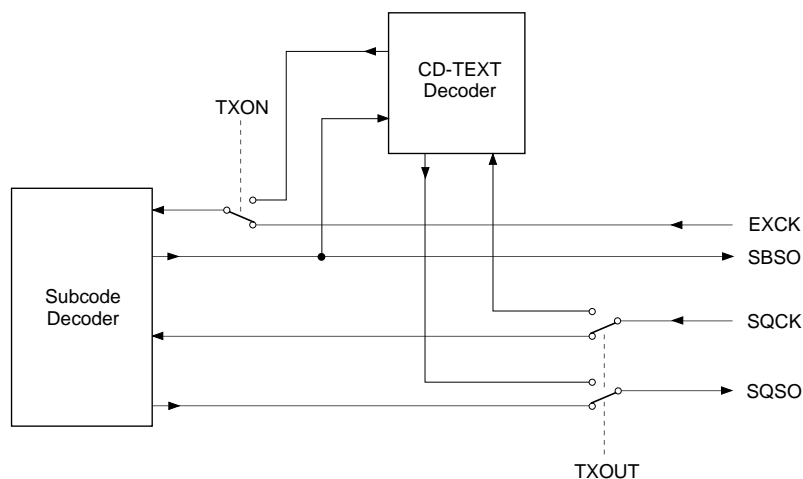 CD-TEXT
Decoder
TXON
EXCK
SBSO
Subcode
Decoder
SQCK
SQSO
TXOUT